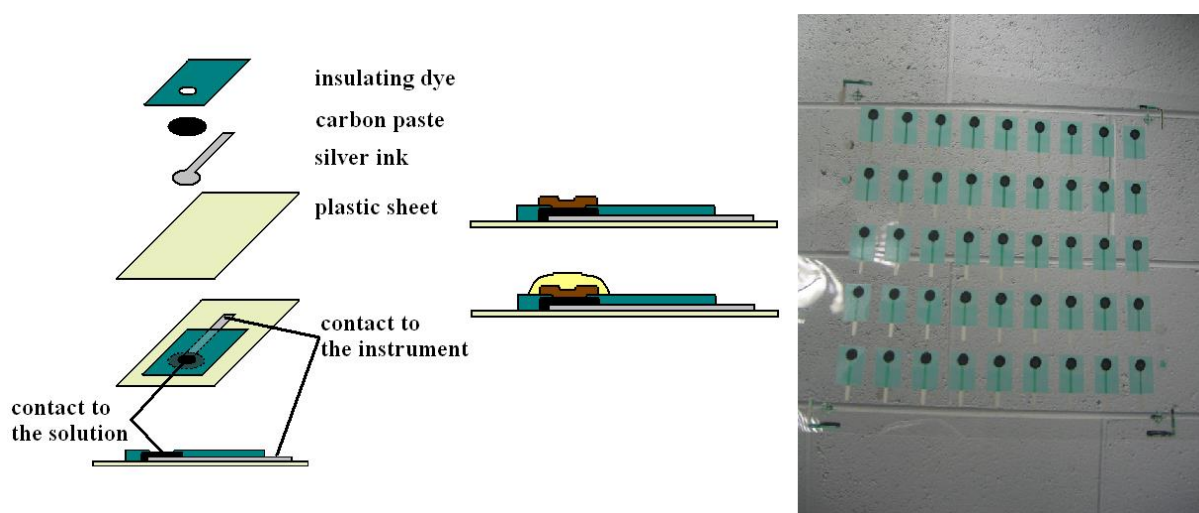 insulating dye
carbon paste
silver ink
plastic sheet
contact to
the instrument
contact to
the solution